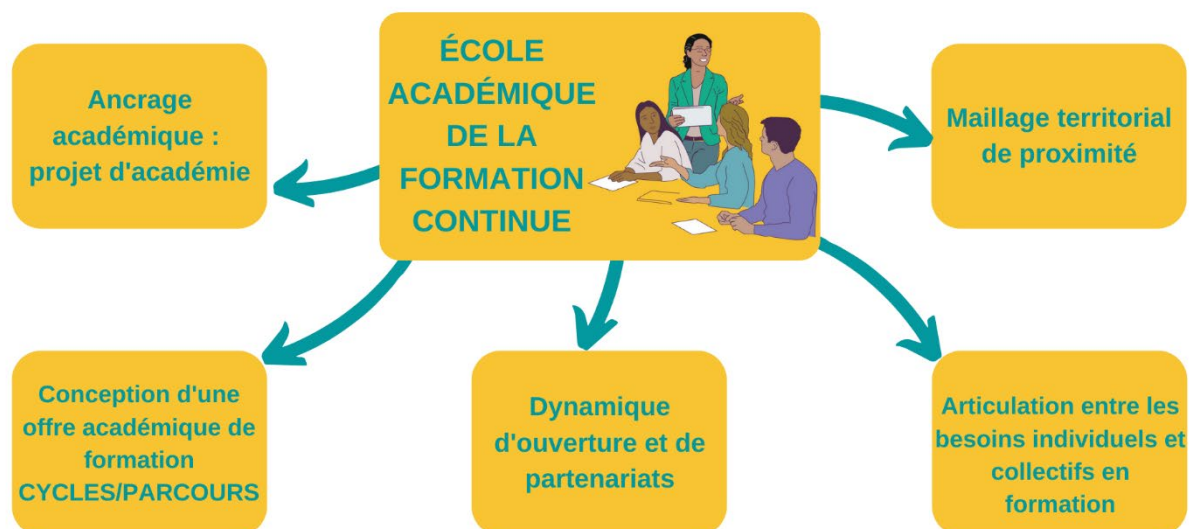 ÉCOLE
ACADÉMIQUE
DE LA
FORMATION
CONTINUE
Ancrage
académique :
projet d'académie
Maillage territorial
de proximité
Conception d'une
offre académique de
formation
CYCLES/PARCOURS
Dynamique
d'ouverture et de
partenariats
Articulation entre les
besoins individuels et
collectifs en
formation